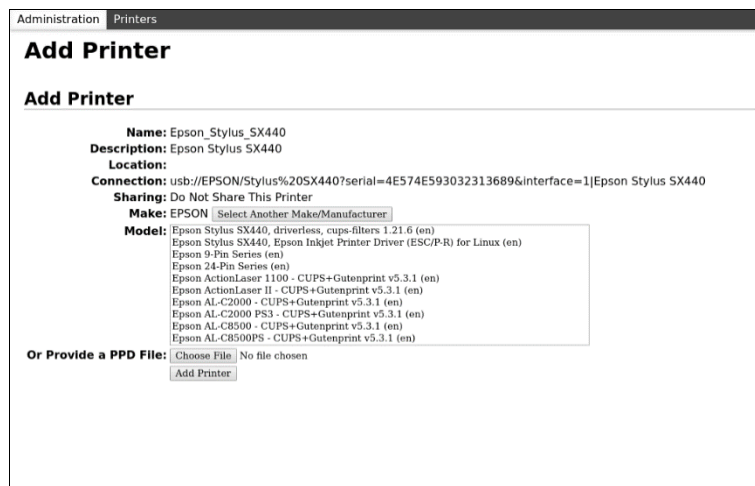 Administration Printers
Add Printer
Add Printer
Name: Epson_Stylus_SX440
Description: Epson Stylus SX440
Location:
Connection: usb://EPSON/Stylus%20SX440?serial=4E574E593032313689&interface=1|Epson Stylus SX440
Sharing: Do Not Share This Printer
Make: EPSON Select Another Make/Manufacturer
Model: Epson Stylus SX440, driverless, cups-filters 1.21.6 (en)
Epson Stylus SX440, Epson Inkjet Printer Driver (ESC/P-R) for Linux (en)
Epson 9-Pin Series (en)
Epson 24-Pin Series (en)
Epson ActionLaser 1100 - CUPS+Gutenprint v5.3.1 (en)
Epson ActionLaser II - CUPS+Gutenprint v5.3.1 (en)
Epson AL-C2000 - CUPS+Gutenprint v5.3.1 (en)
Epson AL-C2000 PS3 - CUPS+Gutenprint v5.3.1 (en)
Epson AL-C8500 - CUPS+Gutenprint v5.3.1 (en)
Epson AL-C8500PS - CUPS+Gutenprint v5.3.1 (en)
Or Provide a PPD File: Choose File No file chosen
Add Printer